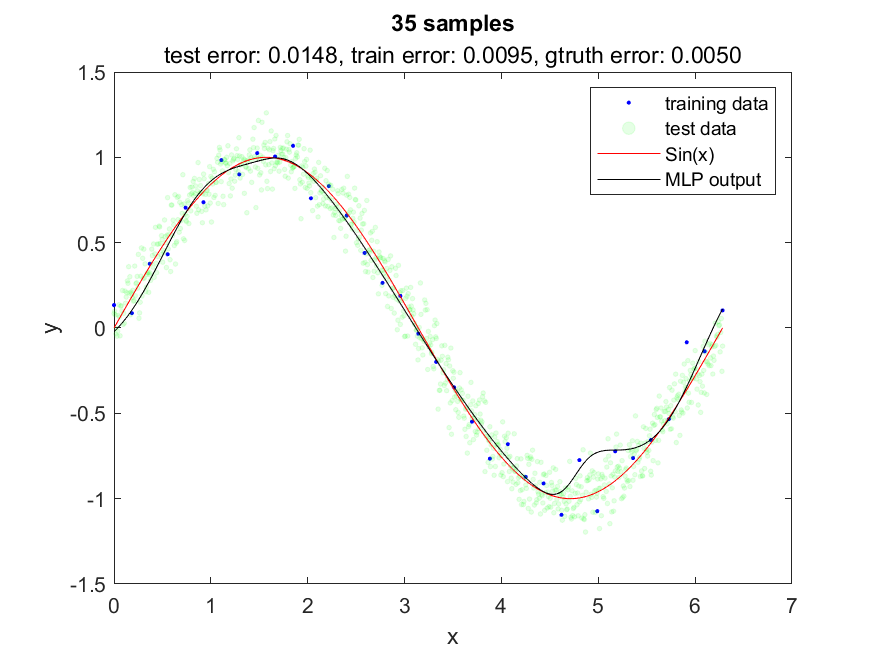 35 samples
test error: 0.0148, train error: 0.0095, gtruth error: 0.0050
training data
test data
Sin(x)
MLP output
1.5
1
0.5
0
-0.5
-1
-1.5
y
0 1 2 3 4 5 6 7
x